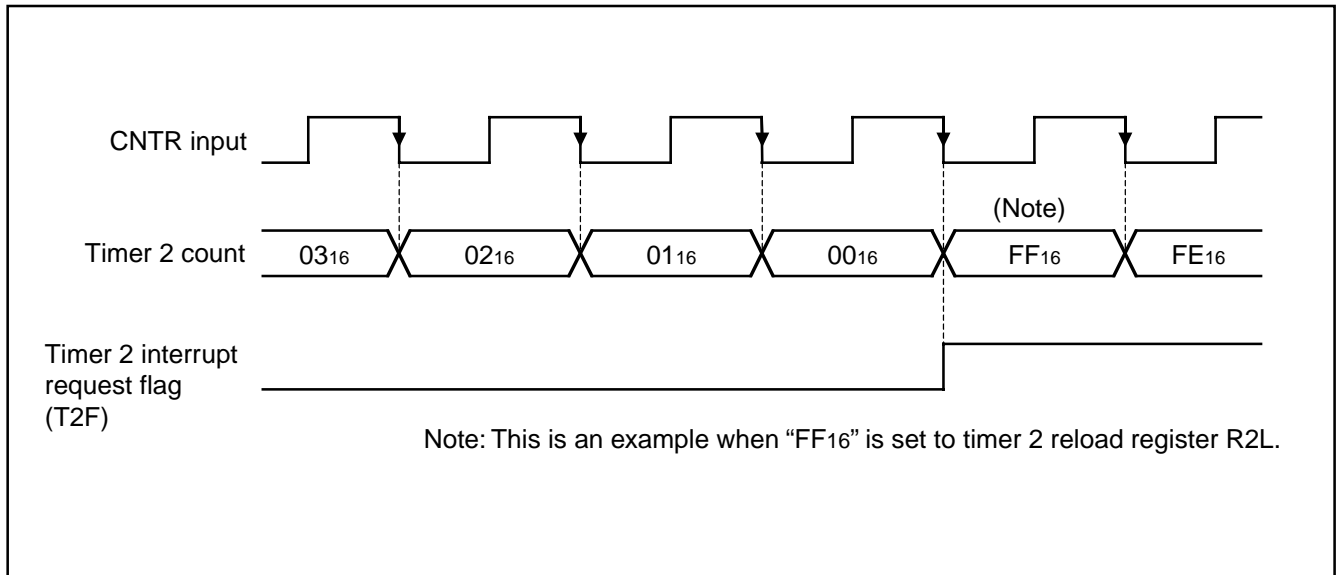 CNTR input
(Note)
Timer 2 count 0316 0216 0116 0016 FF16 FE16
Timer 2 interrupt
request flag
(T2F)
Note: This is an example when “FF16” is set to timer 2 reload register R2L.